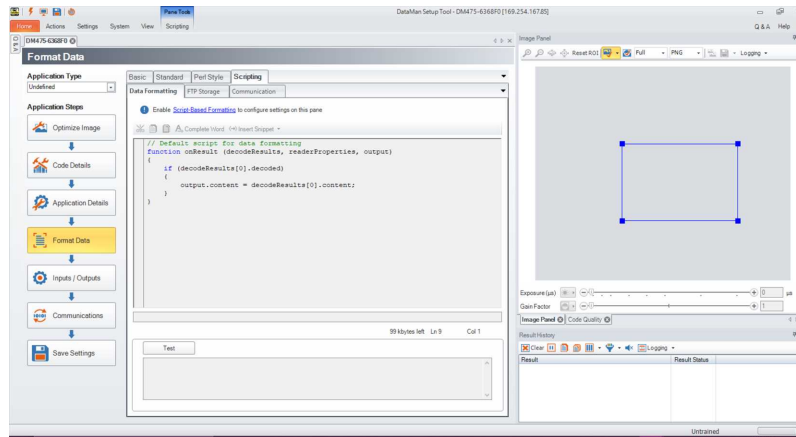 Pane Tools
DataMan Setup Tool - DM475-6368F0 [169.254.167.85]
Home Actions Settings System View Scripting
Q & A Help
DM475-6368F0
Image Panel
Format Data
Reset ROI Full PNG Logging
Application Type
Undefined
Basic Standard Perl Style Scripting
Data Formatting FTP Storage Communication
Application Steps
Enable Script-Based Formatting to configure settings on this pane
Optimize Image
Complete Word Insert Snippet
// Default script for data formatting
function onResult (decodeResults, readerProperties, output)
{
if (decodeResults[0].decoded)
{
output.content = decodeResults[0].content;
}
}
Code Details
Application Details
Format Data
Inputs / Outputs
Communications
Save Settings
Exposure (µs) 0 µs
Gain Factor 1
Image Panel Code Quality
99 kbytes left Ln 9 Col 1
Result History
Test
Clear Logging
Result Result Status
Untrained